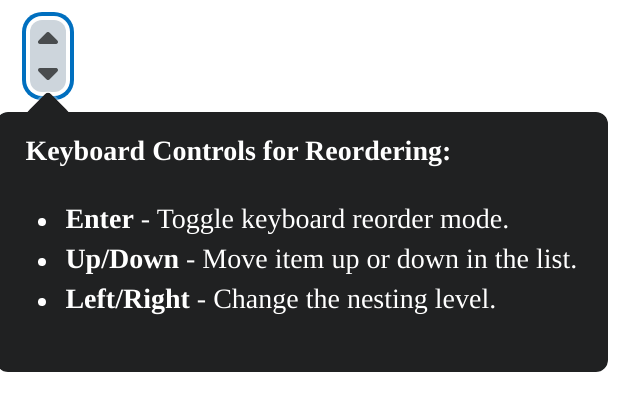 Keyboard Controls for Reordering:
Enter - Toggle keyboard reorder mode.
Up/Down - Move item up or down in the list.
Left/Right - Change the nesting level.